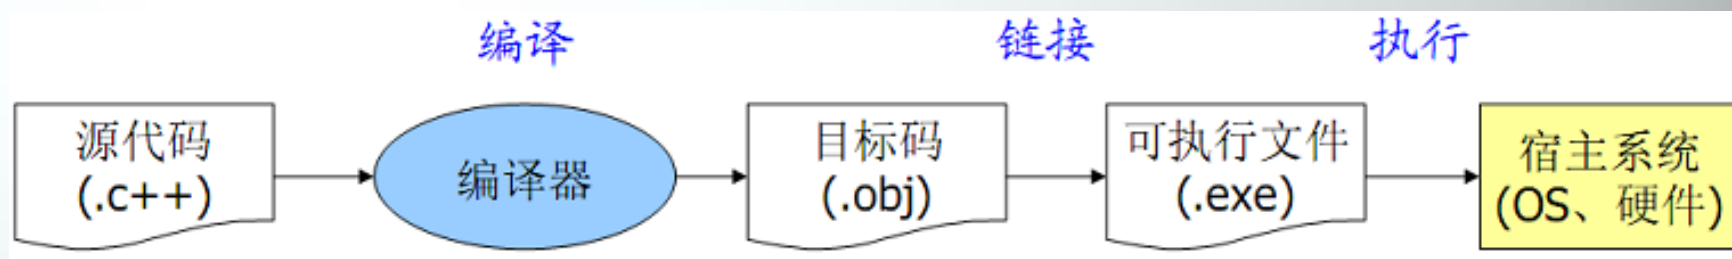 编译
链接
执行
源代码
(.c++)
编译器
目标码
(.obj)
可执行文件
(.exe)
宿主系统
(OS、硬件)